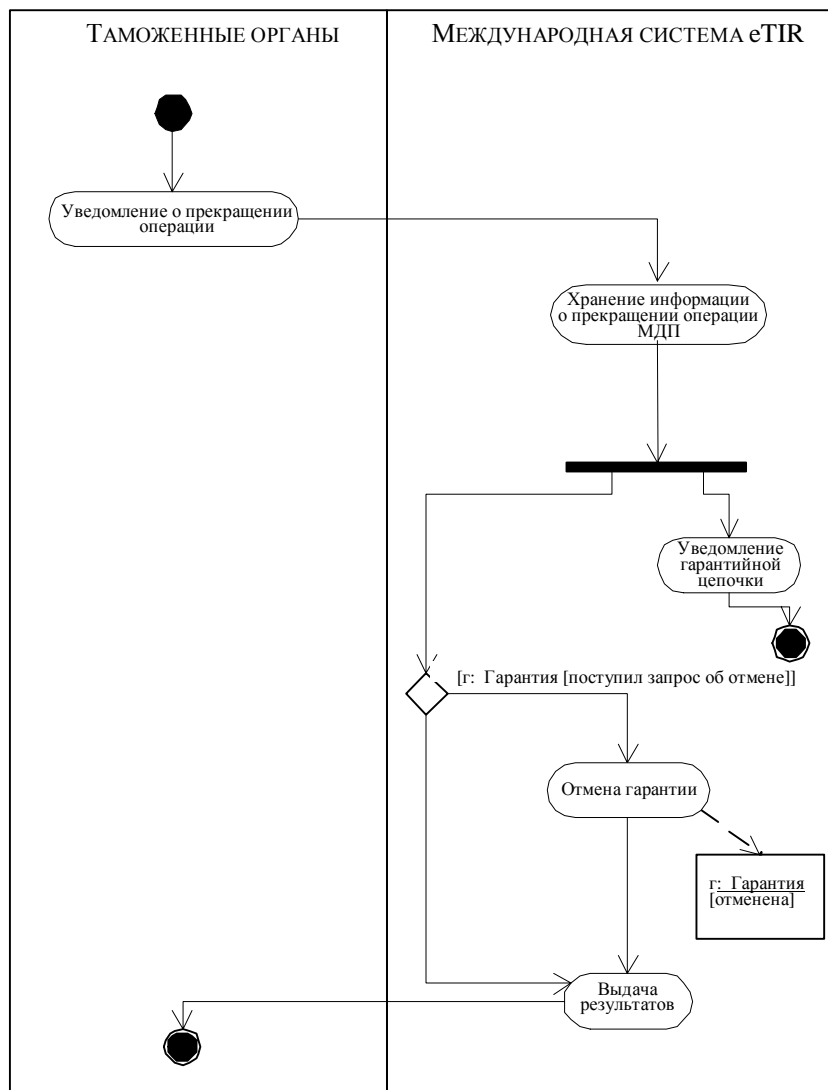 ТАМОЖЕННЫЕ ОРГАНЫ
МЕЖДУНАРОДНАЯ СИСТЕМА eTIR
Уведомление о прекращении
операции
Хранение информации
о прекращении операции
МДП
Уведомление
гарантийной
цепочки
[г: Гарантия [поступил запрос об отмене]]
Отмена гарантии
г: Гарантия
[отменена]
Выдача
результатов